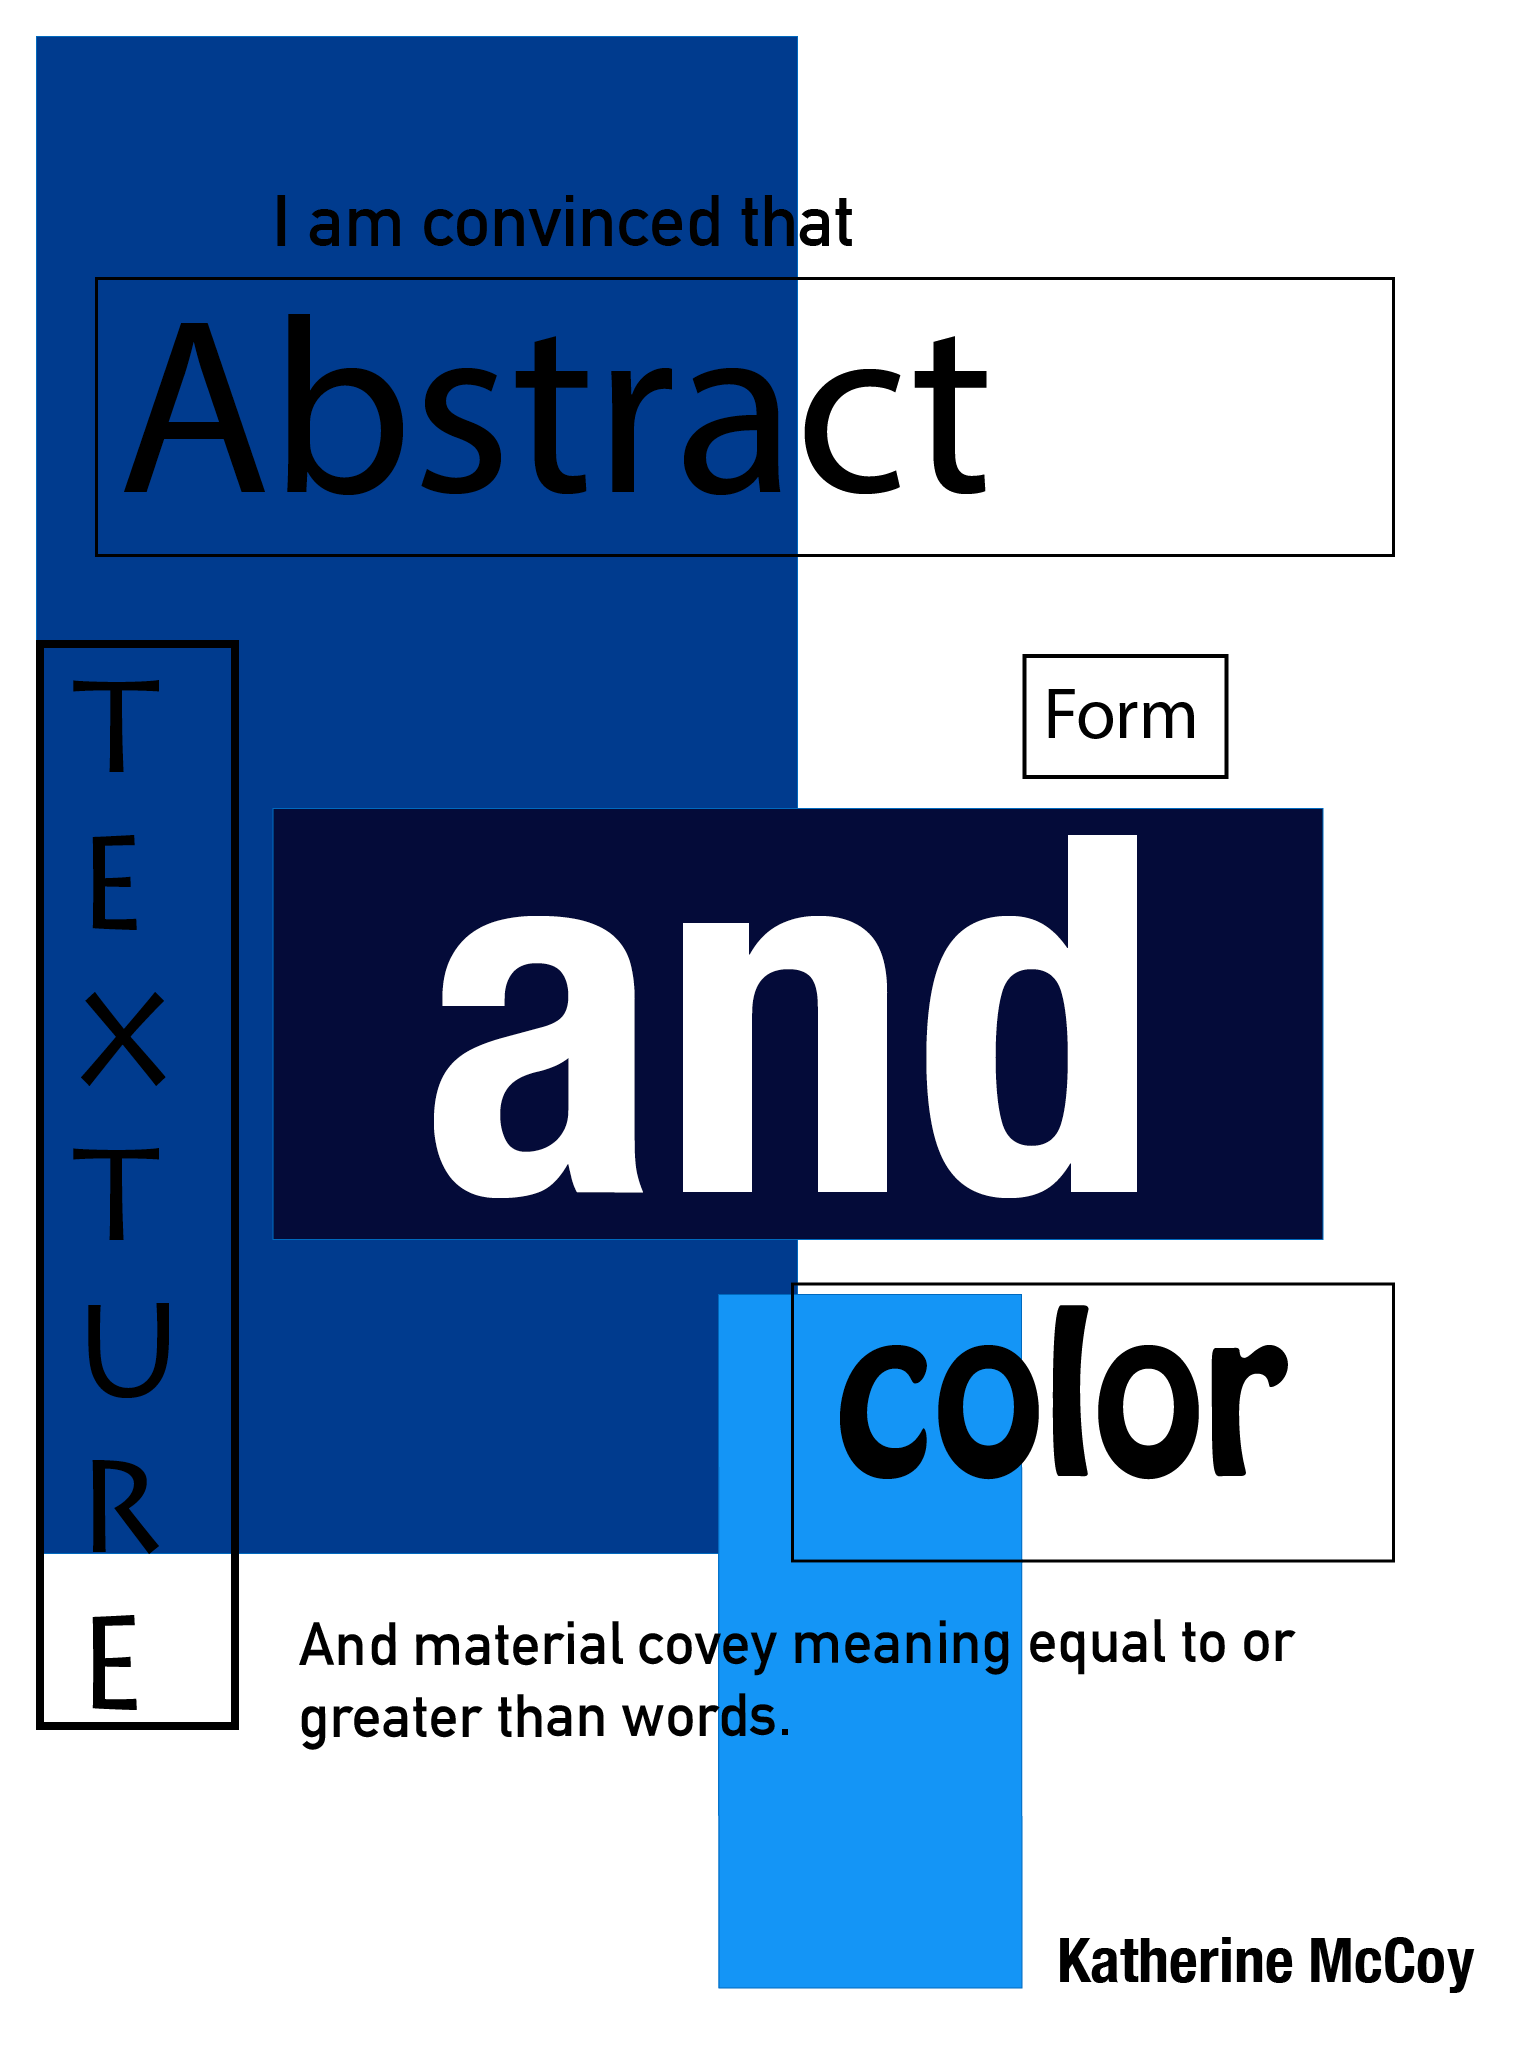 I am convinced that
Abstract
Form
TEXTURE
and
color
And material covey meaning equal to or
greater than words.
Katherine McCoy